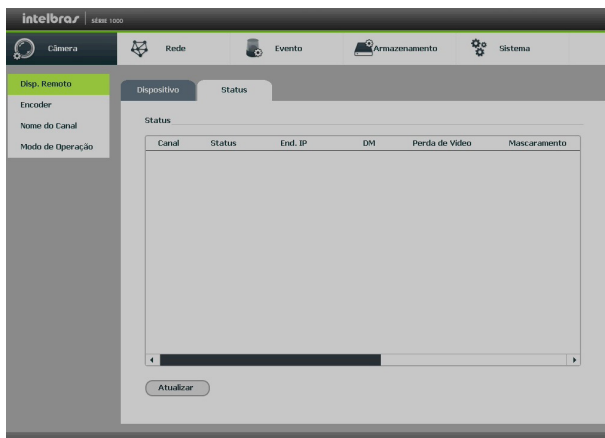 intelbras | SÉRIE 1000
Câmera Rede Evento Armazenamento Sistema
Disp. Remoto
Encoder
Nome do Canal
Modo de Operação
Dispositivo Status
Status
Canal Status End. IP DM Perda de Vídeo Mascaramento
Atualizar